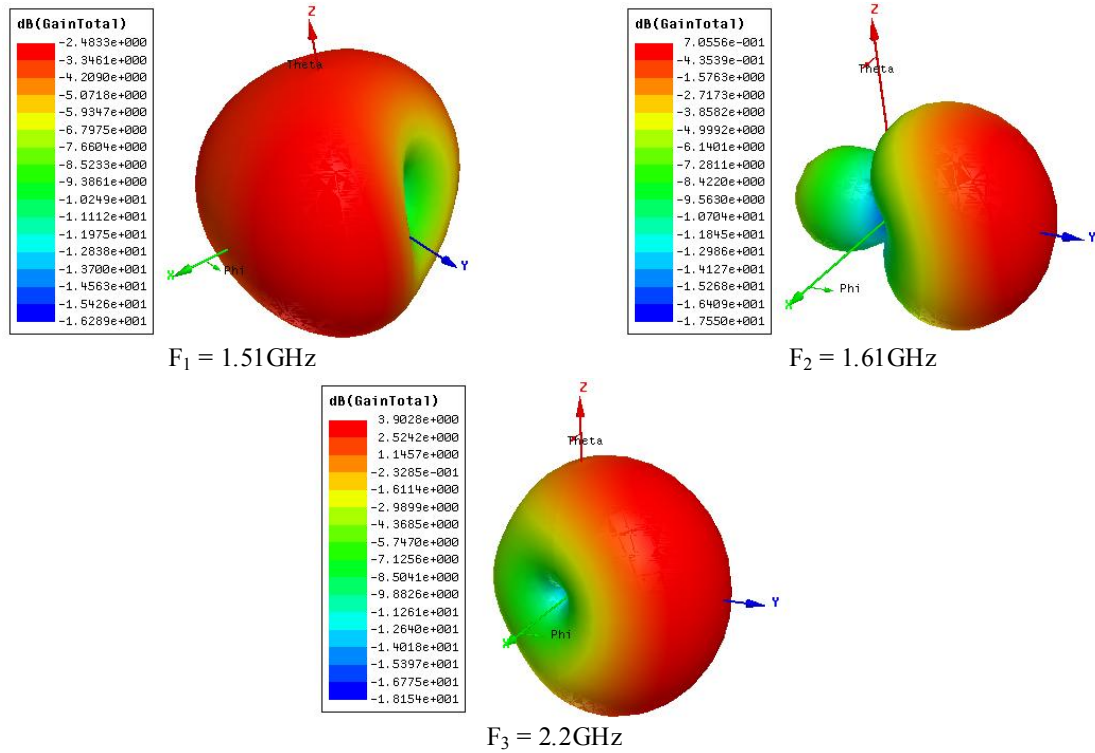 dB(GainTotal)
-2.4833e+000
-3.3461e+000
-4.2090e+000
-5.0718e+000
-5.9347e+000
-6.7975e+000
-7.6604e+000
-8.5233e+000
-9.3861e+000
-1.0249e+001
-1.1112e+001
-1.1975e+001
-1.2838e+001
-1.3700e+001
-1.4563e+001
-1.5426e+001
-1.6289e+001
Z
Theta
X
Phi
Y
F₁ = 1.51GHz
dB(GainTotal)
7.0556e-001
-4.3539e-001
-1.5763e+000
-2.7173e+000
-3.8582e+000
-4.9992e+000
-6.1401e+000
-7.2811e+000
-8.4220e+000
-9.5630e+000
-1.0704e+001
-1.1845e+001
-1.2986e+001
-1.4127e+001
-1.5268e+001
-1.6409e+001
-1.7550e+001
Z
Theta
Y
Phi
X
F₂ = 1.61GHz
dB(GainTotal)
3.9028e+000
2.5242e+000
1.1457e+000
-2.3285e-001
-1.6114e+000
-2.9899e+000
-4.3685e+000
-5.7470e+000
-7.1256e+000
-8.5041e+000
-9.8826e+000
-1.1261e+001
-1.2640e+001
-1.4018e+001
-1.5397e+001
-1.6775e+001
-1.8154e+001
Z
Theta
Y
Phi
X
F₃ = 2.2GHz